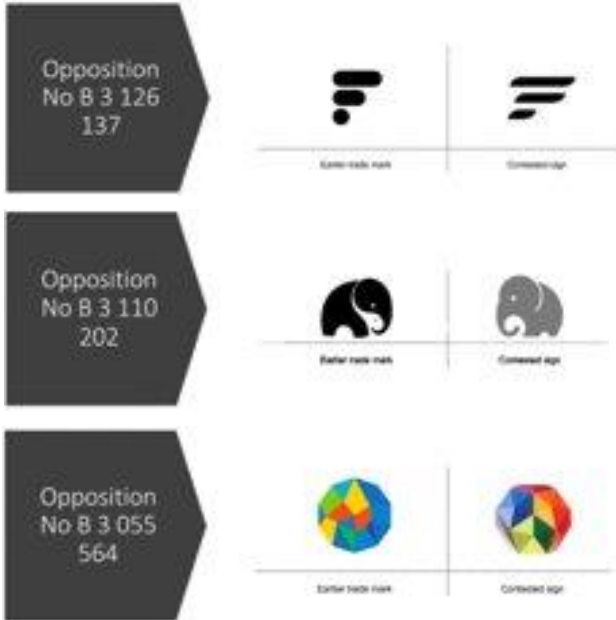 Opposition
No B 3 126
137
Earlier trade mark
Contested sign
Opposition
No B 3 110
202
Earlier trade mark
Contested sign
Opposition
No B 3 055
564
Earlier trade mark
Contested sign